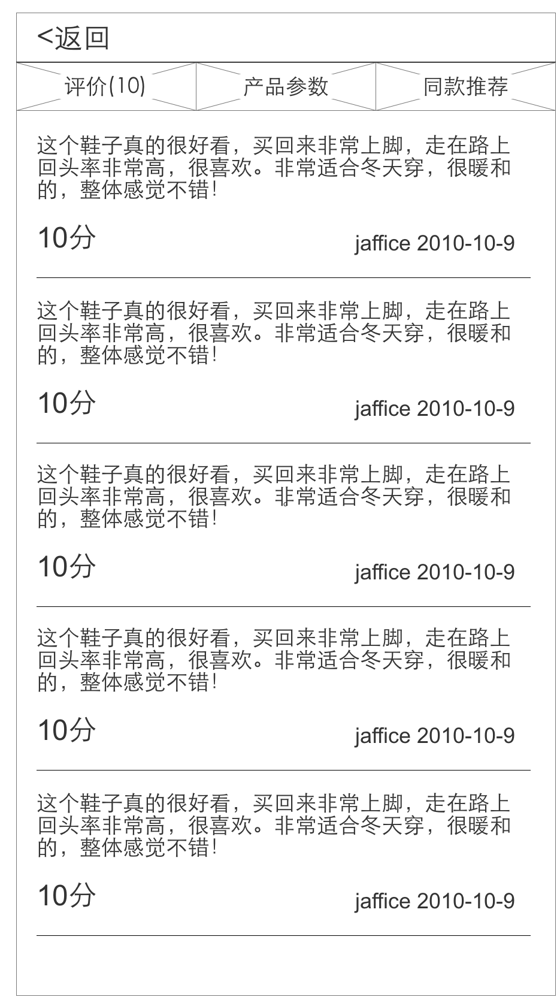 <返回
评价(10)
产品参数
同款推荐
这个鞋子真的很好看，买回来非常上脚，走在路上
回头率非常高，很喜欢。非常适合冬天穿，很暖和
的，整体感觉不错！
10分
jaffice 2010-10-9
这个鞋子真的很好看，买回来非常上脚，走在路上
回头率非常高，很喜欢。非常适合冬天穿，很暖和
的，整体感觉不错！
10分
jaffice 2010-10-9
这个鞋子真的很好看，买回来非常上脚，走在路上
回头率非常高，很喜欢。非常适合冬天穿，很暖和
的，整体感觉不错！
10分
jaffice 2010-10-9
这个鞋子真的很好看，买回来非常上脚，走在路上
回头率非常高，很喜欢。非常适合冬天穿，很暖和
的，整体感觉不错！
10分
jaffice 2010-10-9
这个鞋子真的很好看，买回来非常上脚，走在路上
回头率非常高，很喜欢。非常适合冬天穿，很暖和
的，整体感觉不错！
10分
jaffice 2010-10-9